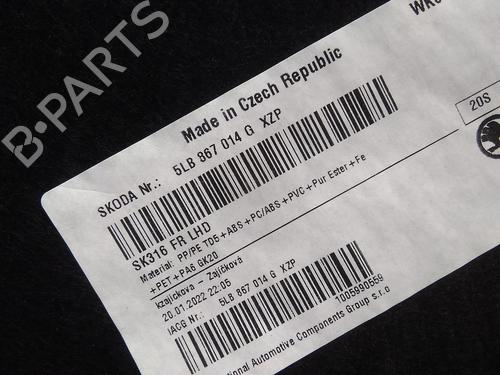 B-PARTS
WK
Made in Czech Republic
20S
SKODA Nr.: 5LB 867 014 G XZP
SK316 FR LHD
Material: PP/PE TD5+ABS+PC/ABS+PVC+Pur Ester+Fe
+PET+PA6 GK20
kzajickova - Zajíčková
20.01.2022 22:05
IACG Nr.: 5LB 867 014 G XZP
1005990559
national Automotive Components Group s.r.o